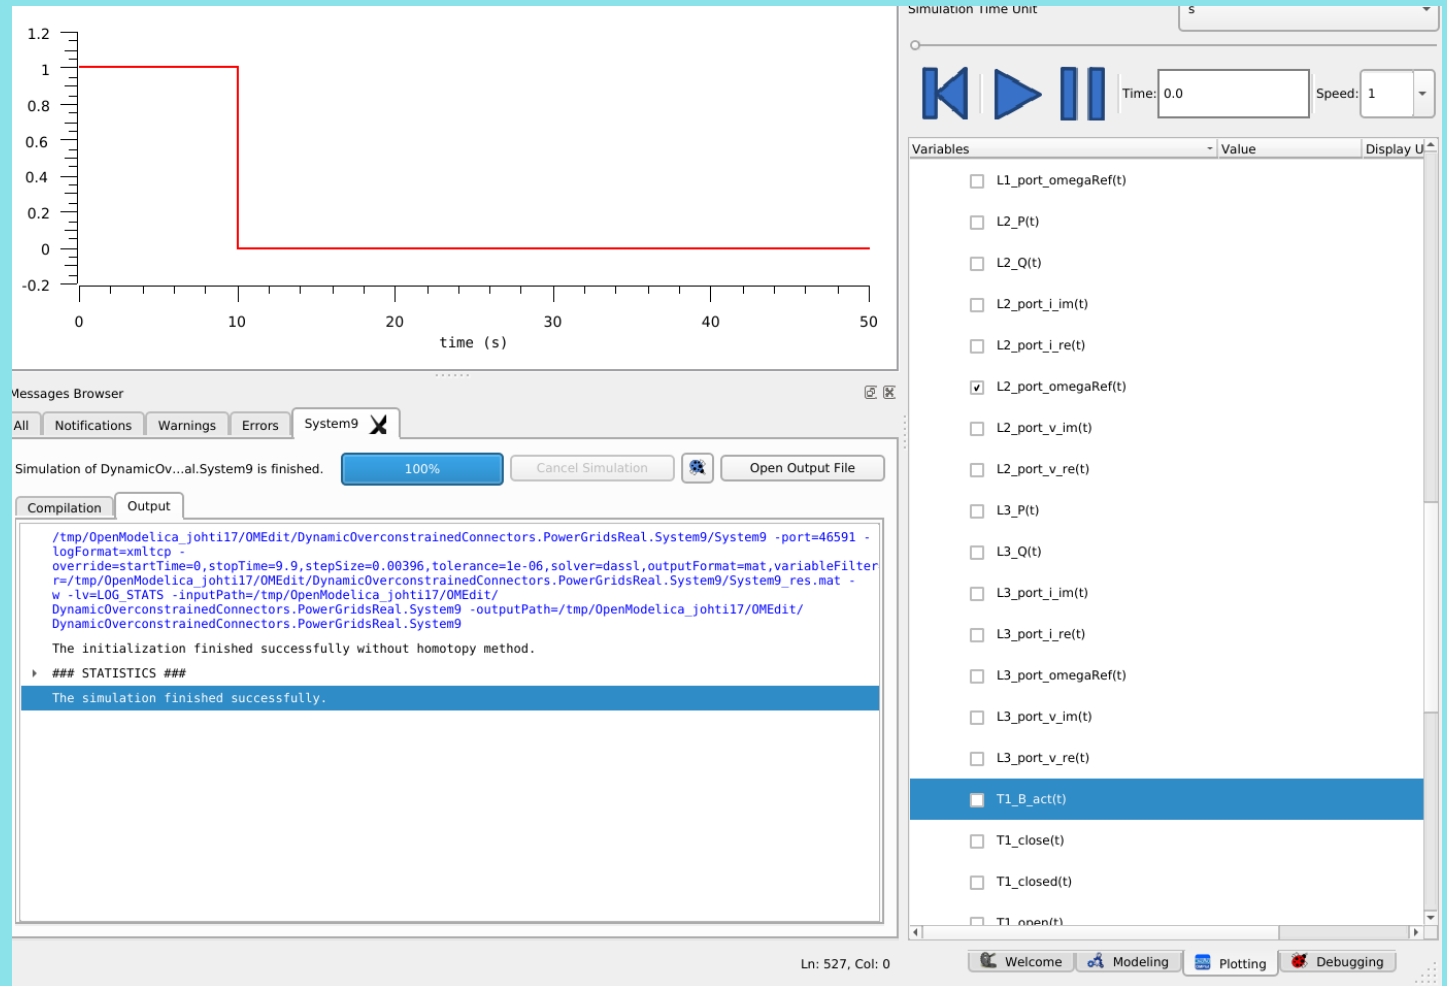 Simulation Time Unit
s
1.2
1
0.8
0.6
0.4
0.2
0
-0.2
0 10 20 30 40 50
time (s)
Time: 0.0 Speed: 1
Variables Value Display U
L1_port_omegaRef(t)
L2_P(t)
L2_Q(t)
L2_port_i_im(t)
L2_port_i_re(t)
L2_port_omegaRef(t)
L2_port_v_im(t)
L2_port_v_re(t)
L3_P(t)
L3_Q(t)
L3_port_i_im(t)
L3_port_i_re(t)
L3_port_omegaRef(t)
L3_port_v_im(t)
L3_port_v_re(t)
T1_B_act(t)
T1_close(t)
T1_closed(t)
T1_open(t)
Messages Browser
All Notifications Warnings Errors System9
Simulation of DynamicOv...al.System9 is finished. 100% Cancel Simulation Open Output File
Compilation Output
/tmp/OpenModelica_johti17/OMEdit/DynamicOverconstrainedConnectors.PowerGridsReal.System9/System9 -port=46591 -
logFormat=xmltcp -
override=startTime=0,stopTime=9.9,stepSize=0.00396,tolerance=1e-06,solver=dassl,outputFormat=mat,variableFilter
r=/tmp/OpenModelica_johti17/OMEdit/DynamicOverconstrainedConnectors.PowerGridsReal.System9/System9_res.mat -
w -lv=LOG_STATS -inputPath=/tmp/OpenModelica_johti17/OMEdit/
DynamicOverconstrainedConnectors.PowerGridsReal.System9 -outputPath=/tmp/OpenModelica_johti17/OMEdit/
DynamicOverconstrainedConnectors.PowerGridsReal.System9
The initialization finished successfully without homotopy method.
### STATISTICS ###
The simulation finished successfully.
Ln: 527, Col: 0
Welcome Modeling Plotting Debugging